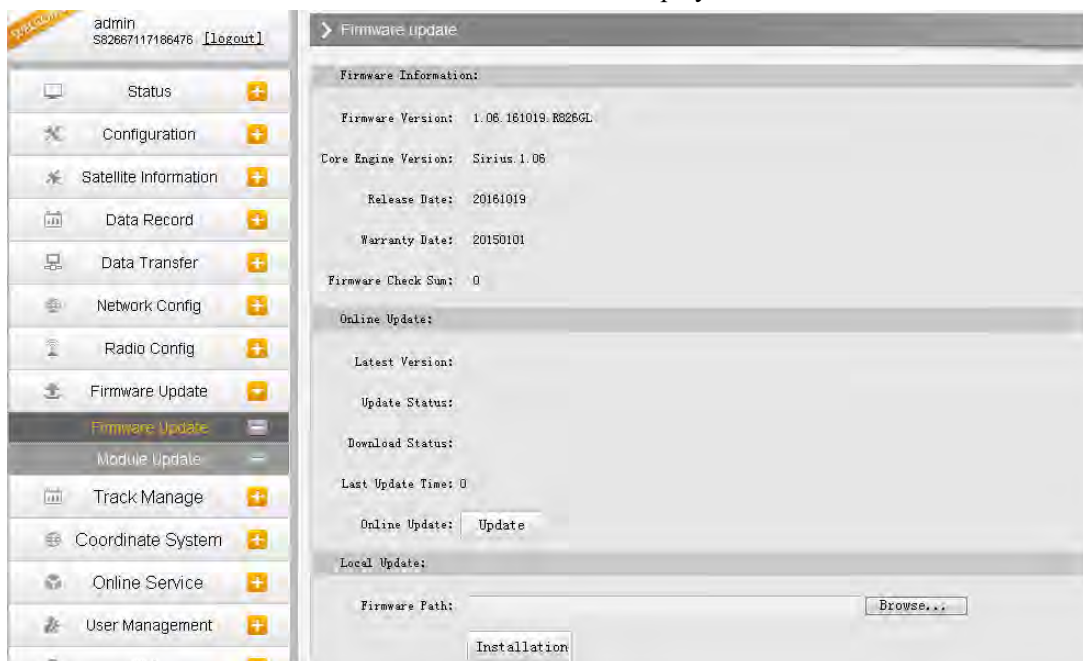 admin
S82667117186476 [logout]
Status
Configuration
Satellite Information
Data Record
Data Transfer
Network Config
Radio Config
Firmware Update
Firmware Update
Module Update
Track Manage
Coordinate System
Online Service
User Management
Firmware update
Firmware Information:
Firmware Version: 1.06.161019.R826GL
Core Engine Version: Sirius.1.06
Release Date: 20161019
Warranty Date: 20150101
Firmware Check Sum: 0
Online Update:
Latest Version:
Update Status:
Download Status:
Last Update Time: 0
Online Update: Update
Local Update:
Firmware Path: Browse...
Installation